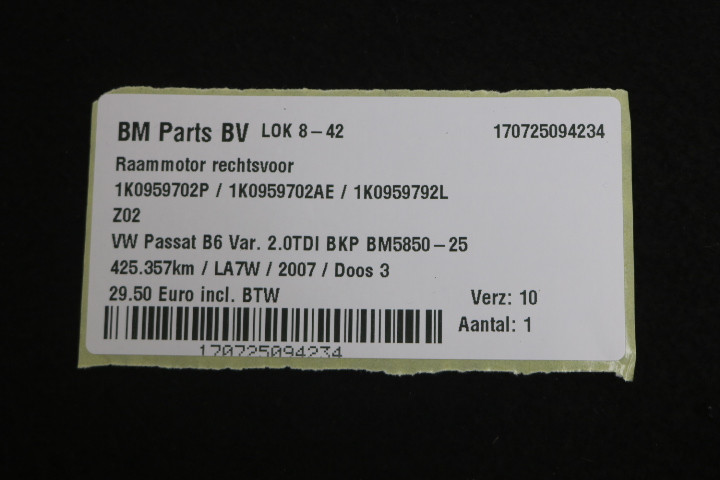 BM Parts BV LOK 8-42 170725094234
Raammotor rechtsvoor
1K0959702P / 1K0959702AE / 1K0959792L
Z02
VW Passat B6 Var. 2.0TDI BKP BM5850-25
425.357km / LA7W / 2007 / Doos 3
29.50 Euro incl. BTW Verz: 10
Aantal: 1
170725094234